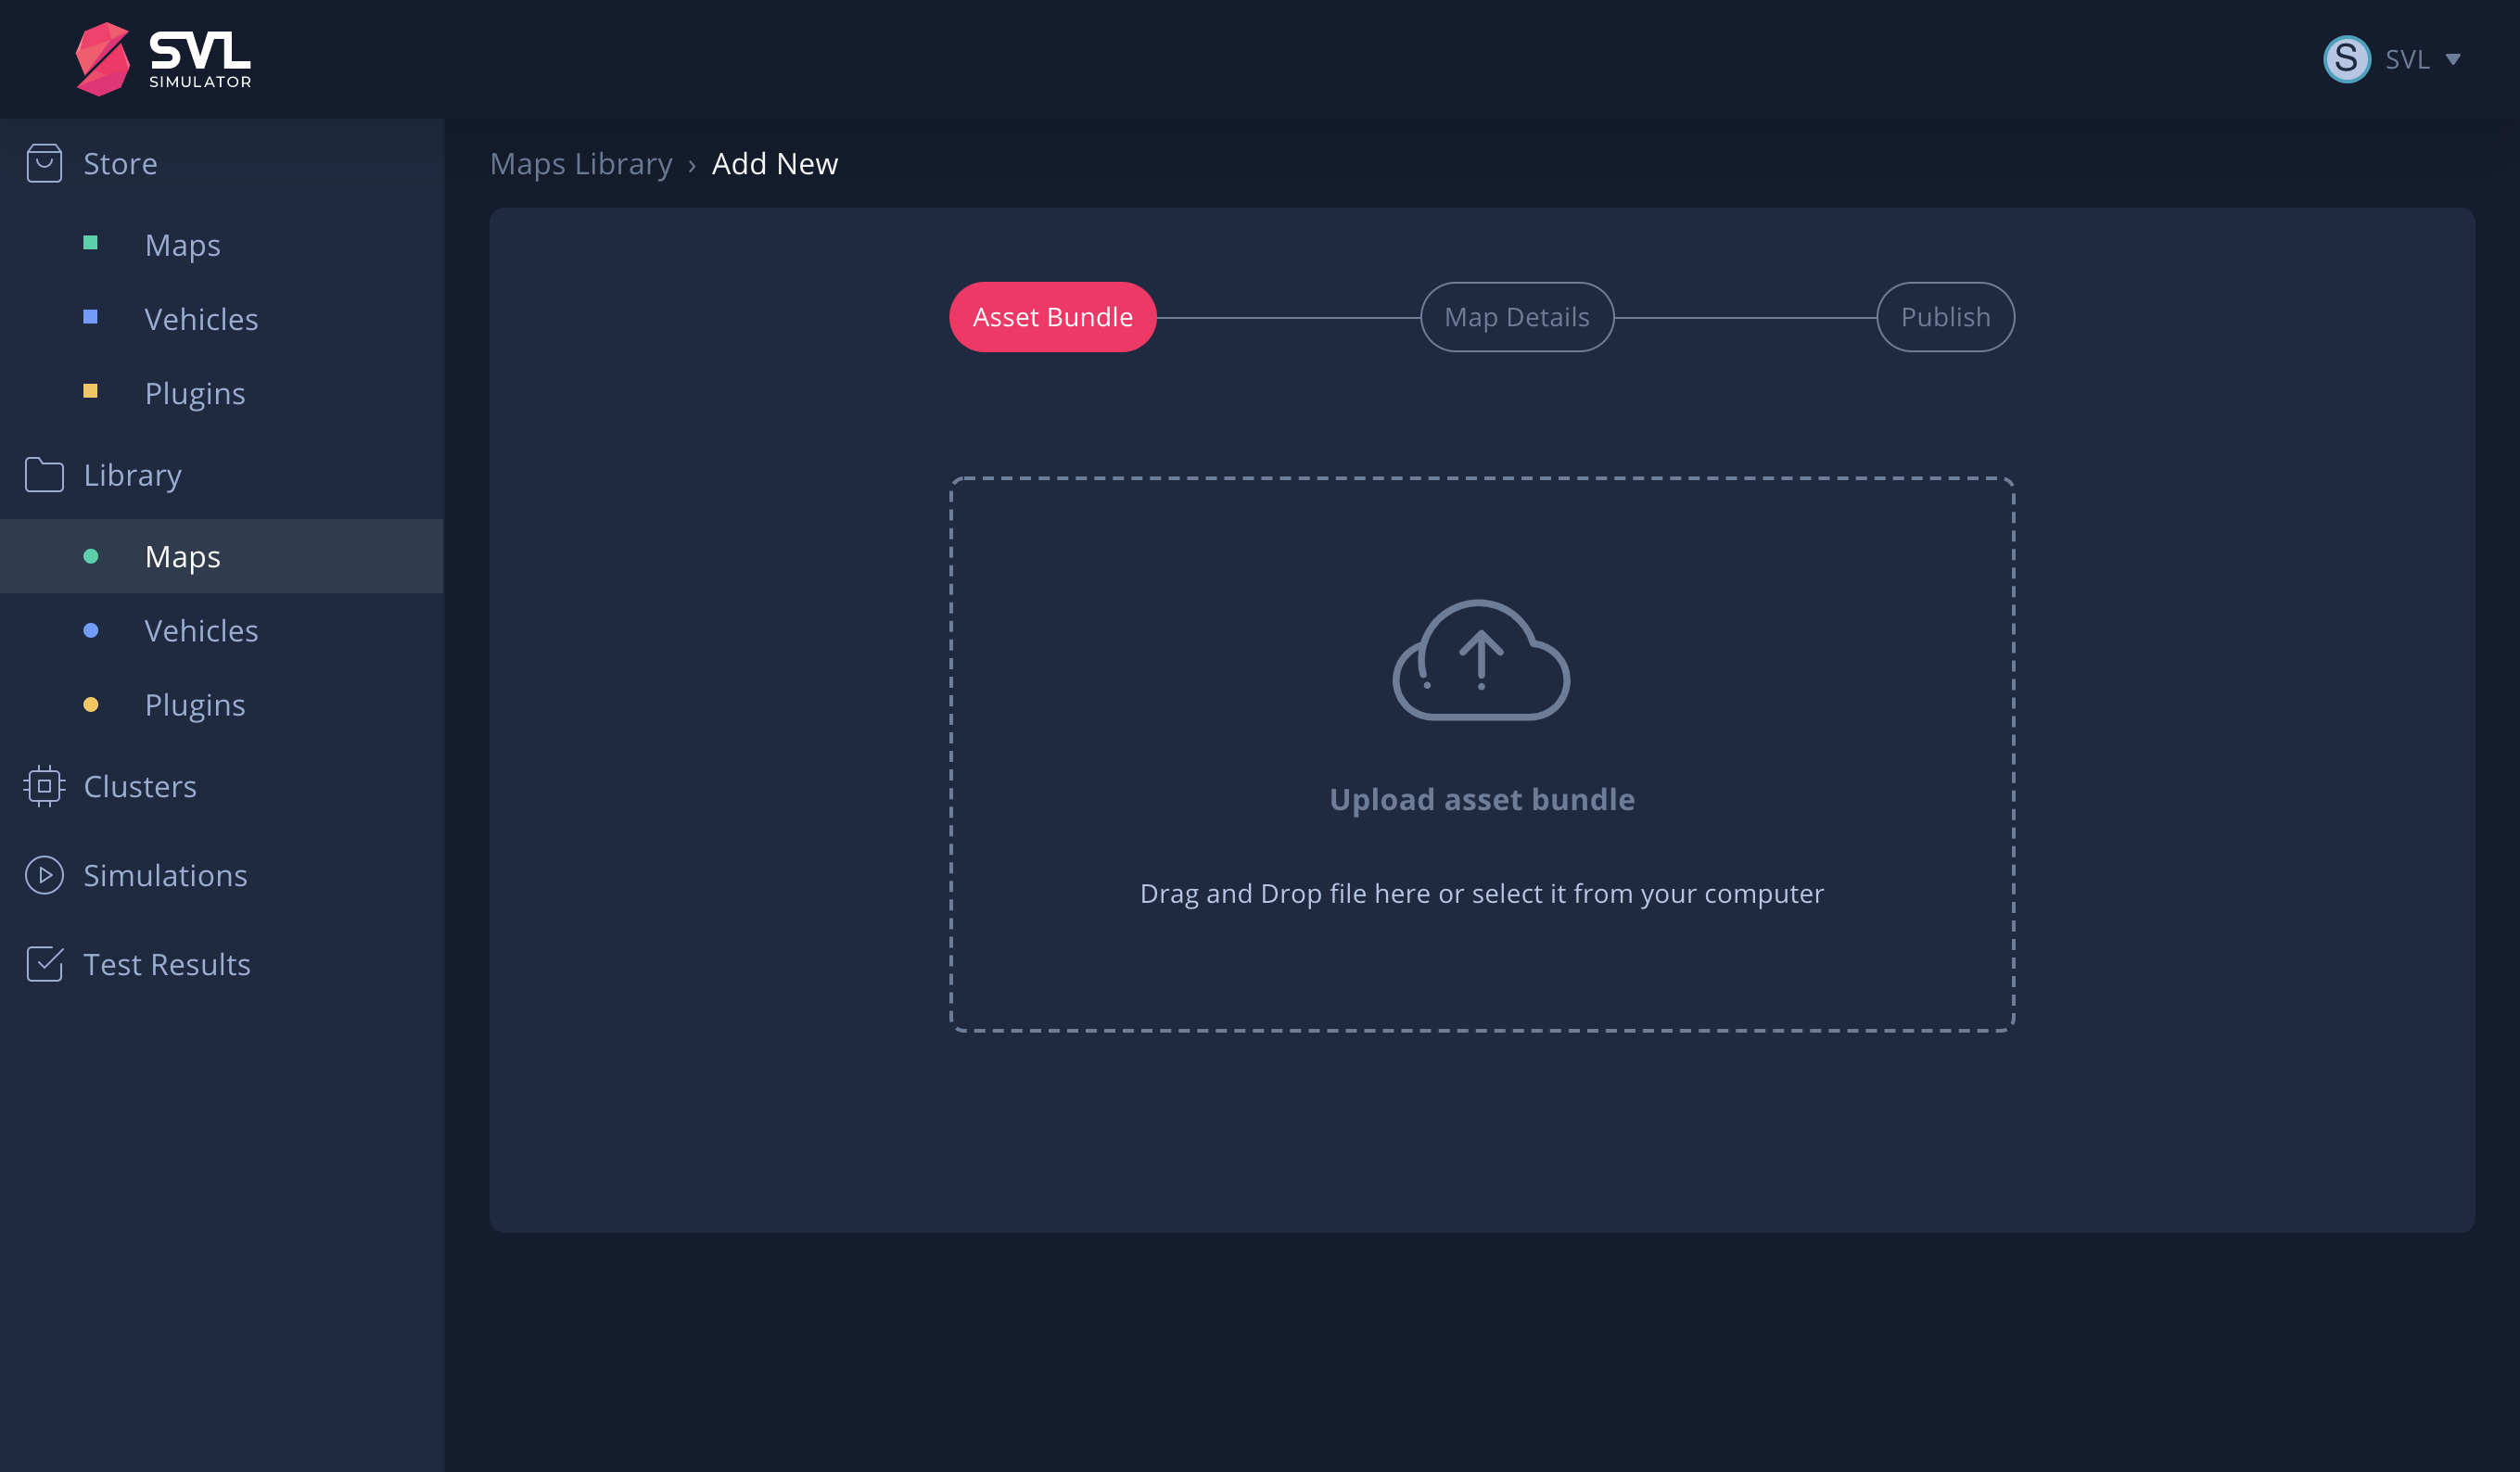 SVL
SIMULATOR
S SVL
Store
Maps
Vehicles
Plugins
Library
Maps
Vehicles
Plugins
Clusters
Simulations
Test Results
Maps Library › Add New
Asset Bundle
Map Details
Publish
Upload asset bundle
Drag and Drop file here or select it from your computer